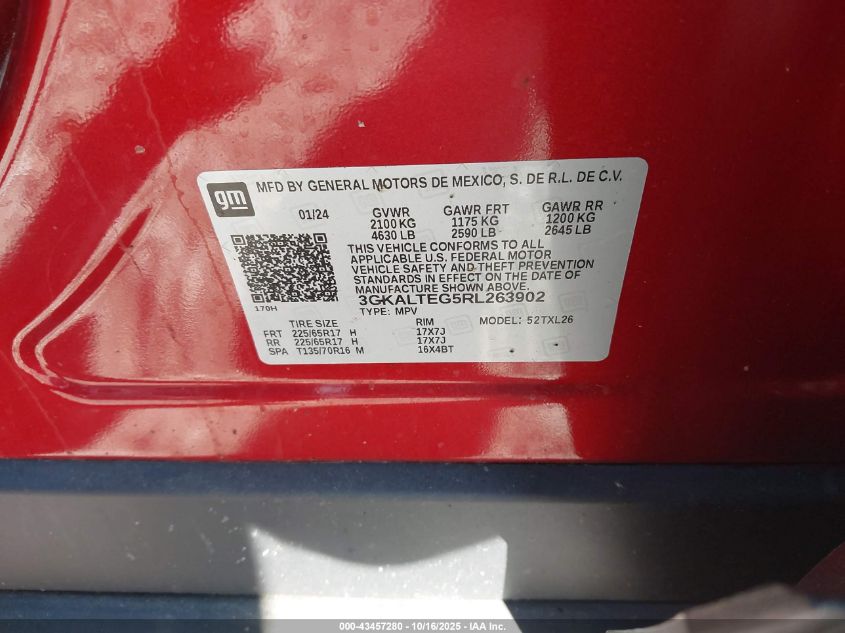 gm
MFD BY GENERAL MOTORS DE MEXICO, S. DE R.L. DE C.V.
01/24 GVWR GAWR FRT GAWR RR
2100 KG 1175 KG 1200 KG
4630 LB 2590 LB 2645 LB
THIS VEHICLE CONFORMS TO ALL
APPLICABLE U.S. FEDERAL MOTOR
VEHICLE SAFETY AND THEFT PREVENTION
STANDARDS IN EFFECT ON THE DATE OF
MANUFACTURE SHOWN ABOVE.
170H
3GKALTEG5RL263902
TYPE: MPV
TIRE SIZE RIM MODEL: 52TXL26
FRT 225/65R17 H 17X7J
RR 225/65R17 H 17X7J
SPA T135/70R16 M 16X4BT
000-43457280 - 10/16/2025 - IAA Inc.